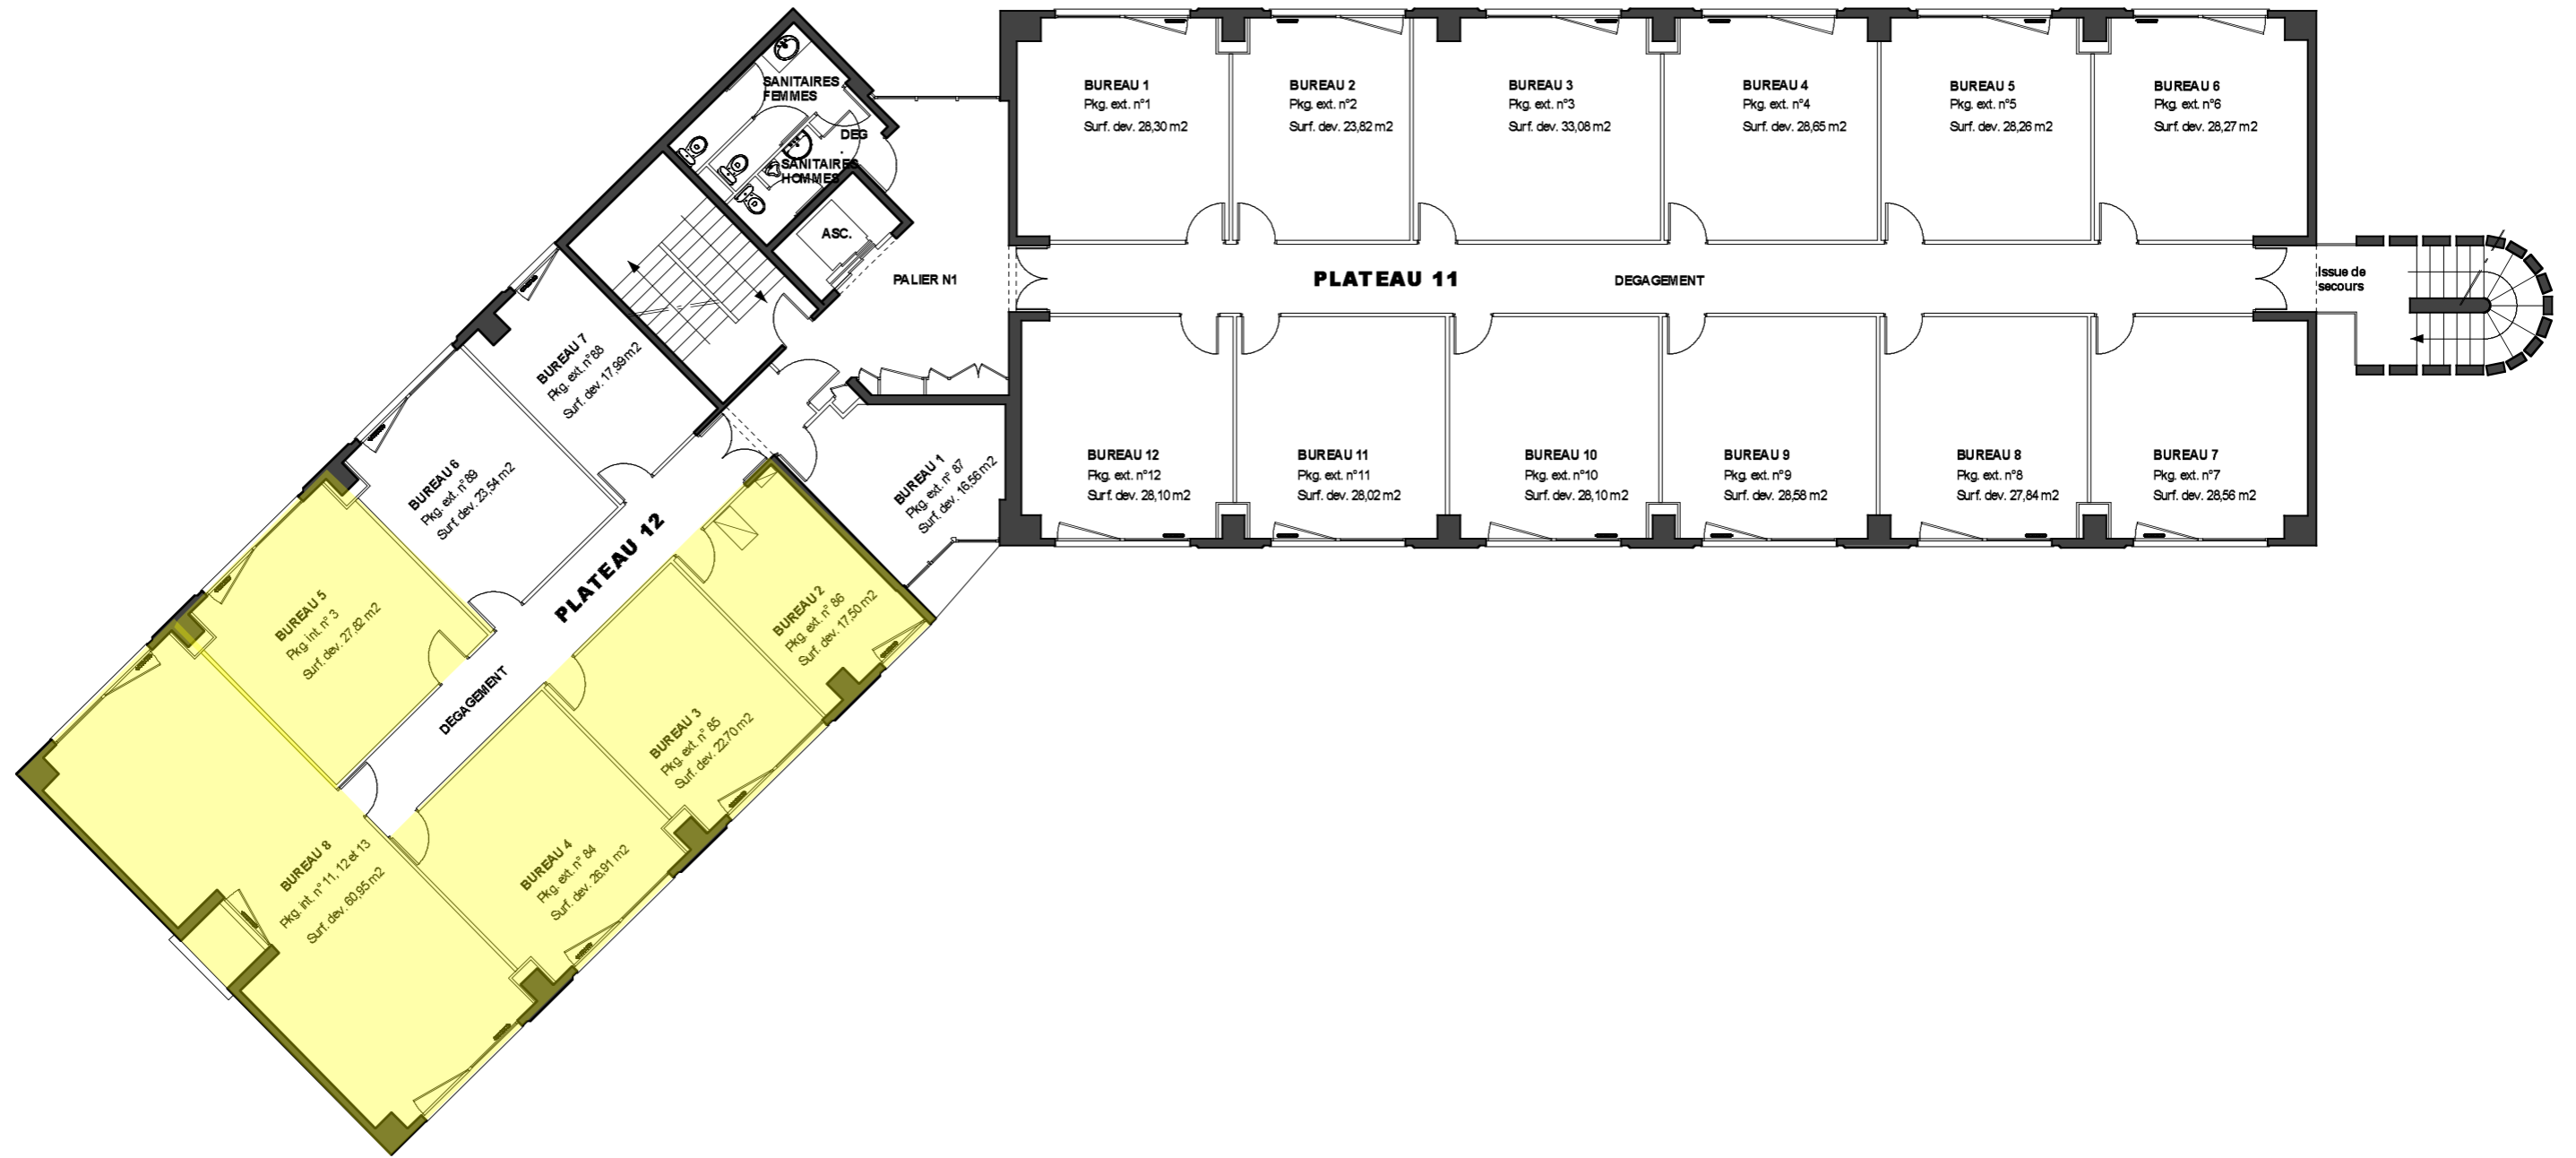 SANITAIRES
FEMMES
DEG
.
SANITAIRES
HOMMES
ASC.
PALIER N1
BUREAU 1
Pkg. ext. n°1
Surf. dev. 28,30 m2
BUREAU 2
Pkg. ext. n°2
Surf. dev. 23,82 m2
BUREAU 3
Pkg. ext. n°3
Surf. dev. 33,08 m2
BUREAU 4
Pkg. ext. n°4
Surf. dev. 28,65 m2
BUREAU 5
Pkg. ext. n°5
Surf. dev. 28,26 m2
BUREAU 6
Pkg. ext. n°6
Surf. dev. 28,27 m2
PLATEAU 11
DEGAGEMENT
Issue de
secours
BUREAU 12
Pkg. ext. n°12
Surf. dev. 28,10 m2
BUREAU 11
Pkg. ext. n°11
Surf. dev. 28,02 m2
BUREAU 10
Pkg. ext. n°10
Surf. dev. 28,10 m2
BUREAU 9
Pkg. ext. n°9
Surf. dev. 28,58 m2
BUREAU 8
Pkg. ext. n°8
Surf. dev. 27,84 m2
BUREAU 7
Pkg. ext. n°7
Surf. dev. 28,56 m2
BUREAU 7
Pkg. ext. n° 88
Surf. dev. 17,99 m2
BUREAU 6
Pkg. ext. n° 89
Surf. dev. 23,54 m2
BUREAU 1
Pkg. ext. n° 87
Surf. dev. 16,56 m2
PLATEAU 12
DEGAGEMENT
BUREAU 5
Pkg. int. n° 3
Surf. dev. 27,82 m2
BUREAU 2
Pkg. ext. n° 86
Surf. dev. 17,50 m2
BUREAU 3
Pkg. ext. n° 85
Surf. dev. 22,70 m2
BUREAU 4
Pkg. ext. n° 84
Surf. dev. 26,91 m2
BUREAU 8
Pkg. int. n° 11, 12 et 13
Surf. dev. 60,95 m2